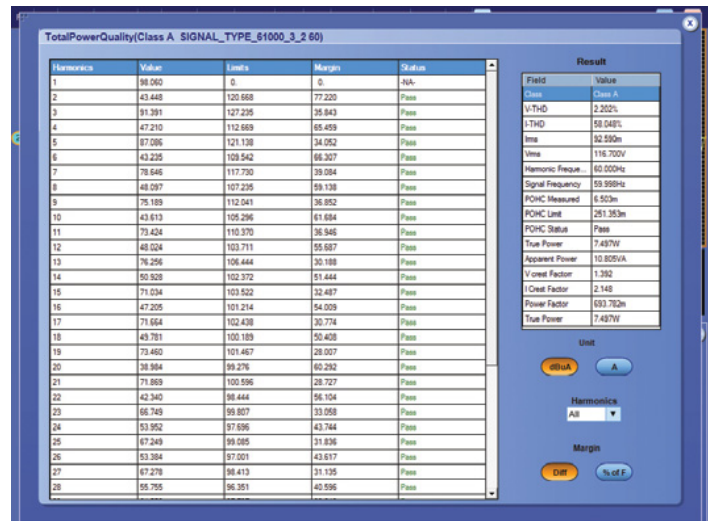 TotalPowerQuality(Class A SIGNAL_TYPE_61000_3_2 60)
Harmonics Value Limits Margin Status
1 98.060 0. 0. -NA-
2 43.448 120.668 77.220 Pass
3 91.391 127.235 35.843 Pass
4 47.210 112.669 65.459 Pass
5 87.086 121.138 34.052 Pass
6 43.235 109.542 66.307 Pass
7 78.646 117.730 39.084 Pass
8 48.097 107.235 59.138 Pass
9 75.189 112.041 36.852 Pass
10 43.613 105.296 61.684 Pass
11 73.424 110.370 36.946 Pass
12 48.024 103.711 55.687 Pass
13 76.256 106.444 30.188 Pass
14 50.928 102.372 51.444 Pass
15 71.034 103.522 32.487 Pass
16 47.205 101.214 54.009 Pass
17 71.664 102.438 30.774 Pass
18 49.781 100.189 50.408 Pass
19 73.460 101.467 28.007 Pass
20 38.984 99.276 60.292 Pass
21 71.869 100.596 28.727 Pass
22 42.340 98.444 56.104 Pass
23 66.749 99.807 33.058 Pass
24 53.952 97.696 43.744 Pass
25 67.249 99.085 31.836 Pass
26 53.384 97.001 43.617 Pass
27 67.278 98.413 31.135 Pass
28 55.755 96.351 40.596 Pass
Result
Field Value
Class Class A
V-THD 2.202%
I-THD 58.048%
Irms 92.590m
Vrms 116.700V
Harmonic Freque... 60.000Hz
Signal Frequency 59.998Hz
POHC Measured 6.503m
POHC Limit 251.353m
POHC Status Pass
True Power 7.497W
Apparent Power 10.805VA
V crest Factorr 1.392
I Crest Factor 2.148
Power Factor 693.782m
True Power 7.497W
Unit
dBuA A
Harmonics
All
Margin
Diff % of F